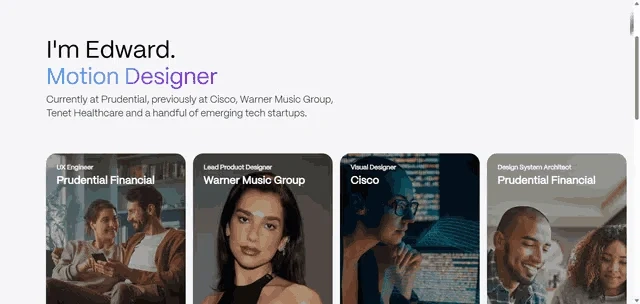 I'm Edward.
Motion Designer
Currently at Prudential, previously at Cisco, Warner Music Group,
Tenet Healthcare and a handful of emerging tech startups.
UX Engineer
Prudential Financial
Lead Product Designer
Warner Music Group
Visual Designer
Cisco
Design System Architect
Prudential Financial